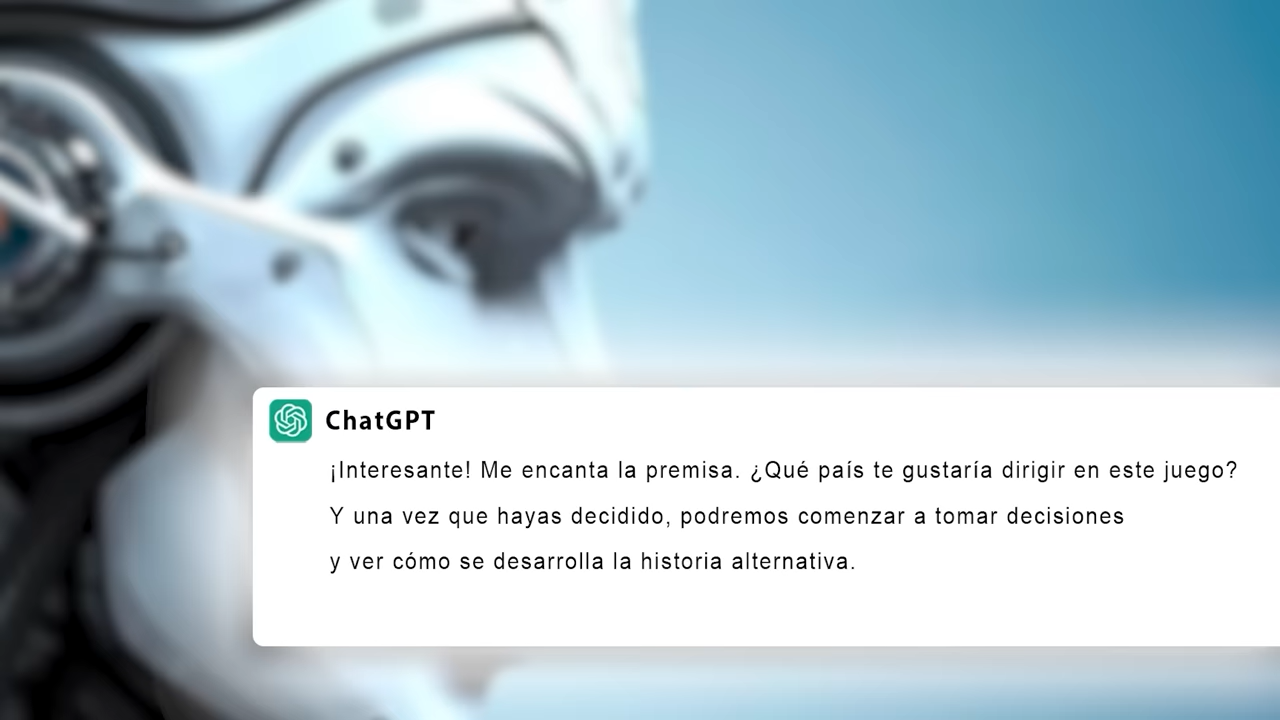 ChatGPT
¡Interesante! Me encanta la premisa. ¿Qué país te gustaría dirigir en este juego?
Y una vez que hayas decidido, podremos comenzar a tomar decisiones
y ver cómo se desarrolla la historia alternativa.